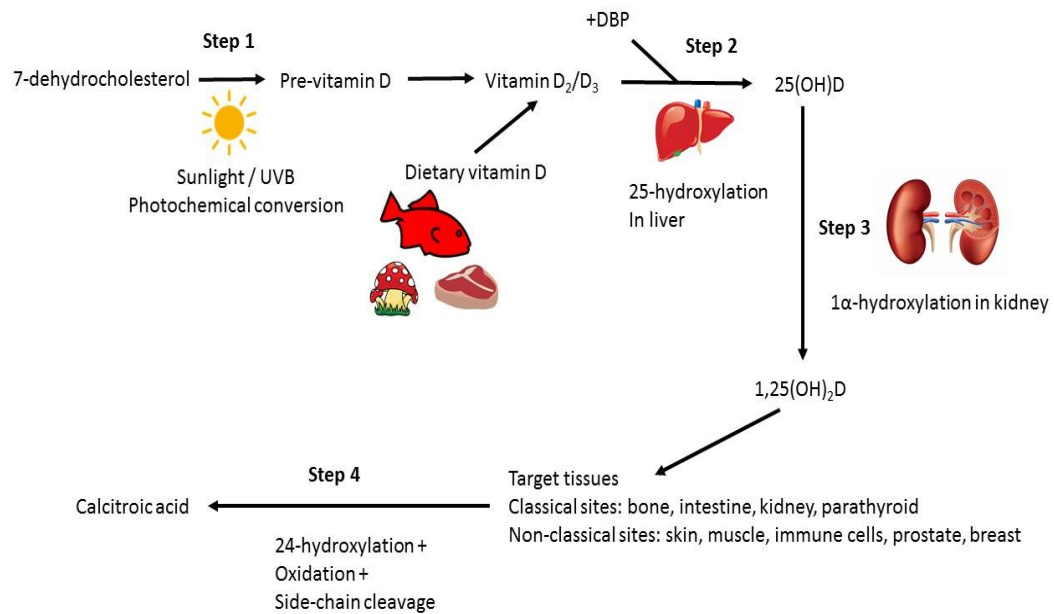 +DBP
Step 1
Step 2
7-dehydrocholesterol
Pre-vitamin D
Vitamin D₂/D₃
25(OH)D
Sunlight / UVB
Photochemical conversion
Dietary vitamin D
25-hydroxylation
In liver
Step 3
1α-hydroxylation in kidney
1,25(OH)₂D
Step 4
Target tissues
Classical sites: bone, intestine, kidney, parathyroid
Non-classical sites: skin, muscle, immune cells, prostate, breast
Calcitroic acid
24-hydroxylation +
Oxidation +
Side-chain cleavage